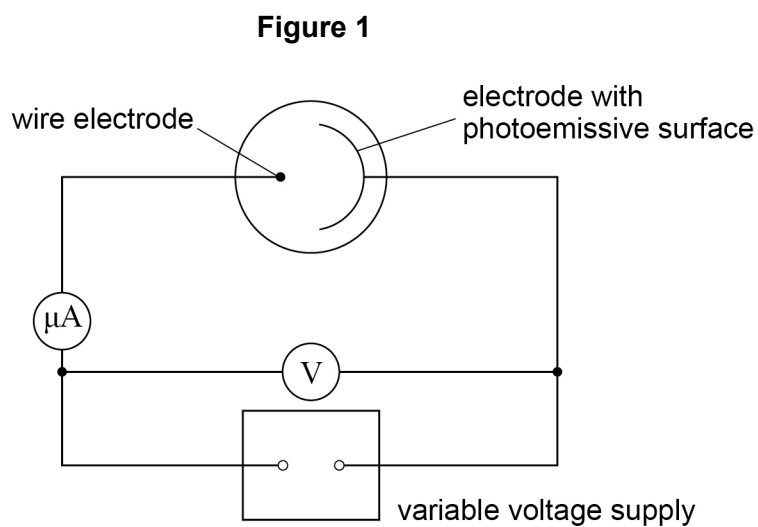 Figure 1
wire electrode
electrode with
photoemissive surface
μA
V
variable voltage supply